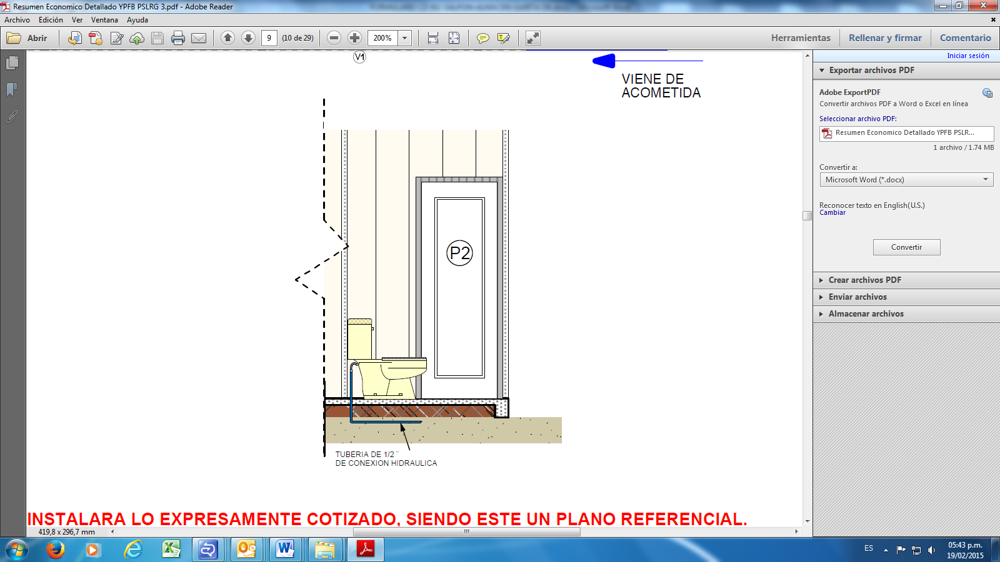 Resumen Economico Detallado YPFB PSLRG 3.pdf - Adobe Reader
Archivo Edición Ver Ventana Ayuda
Abrir 9 (10 de 29) 200% Herramientas Rellenar y firmar Comentario
Iniciar sesión
V1
VIENE DE
ACOMETIDA
P2
TUBERIA DE 1/2 ¨
DE CONEXION HIDRAULICA
INSTALARA LO EXPRESAMENTE COTIZADO, SIENDO ESTE UN PLANO REFERENCIAL.
419,8 x 296,7 mm
Exportar archivos PDF
Adobe ExportPDF
Convertir archivos PDF a Word o Excel en línea
Seleccionar archivo PDF:
Resumen Economico Detallado YPFB PSLR...
1 archivo / 1.74 MB
Convertir a:
Microsoft Word (*.docx)
Reconocer texto en English(U.S.)
Cambiar
Convertir
Crear archivos PDF
Enviar archivos
Almacenar archivos
ES
05:43 p.m.
19/02/2015